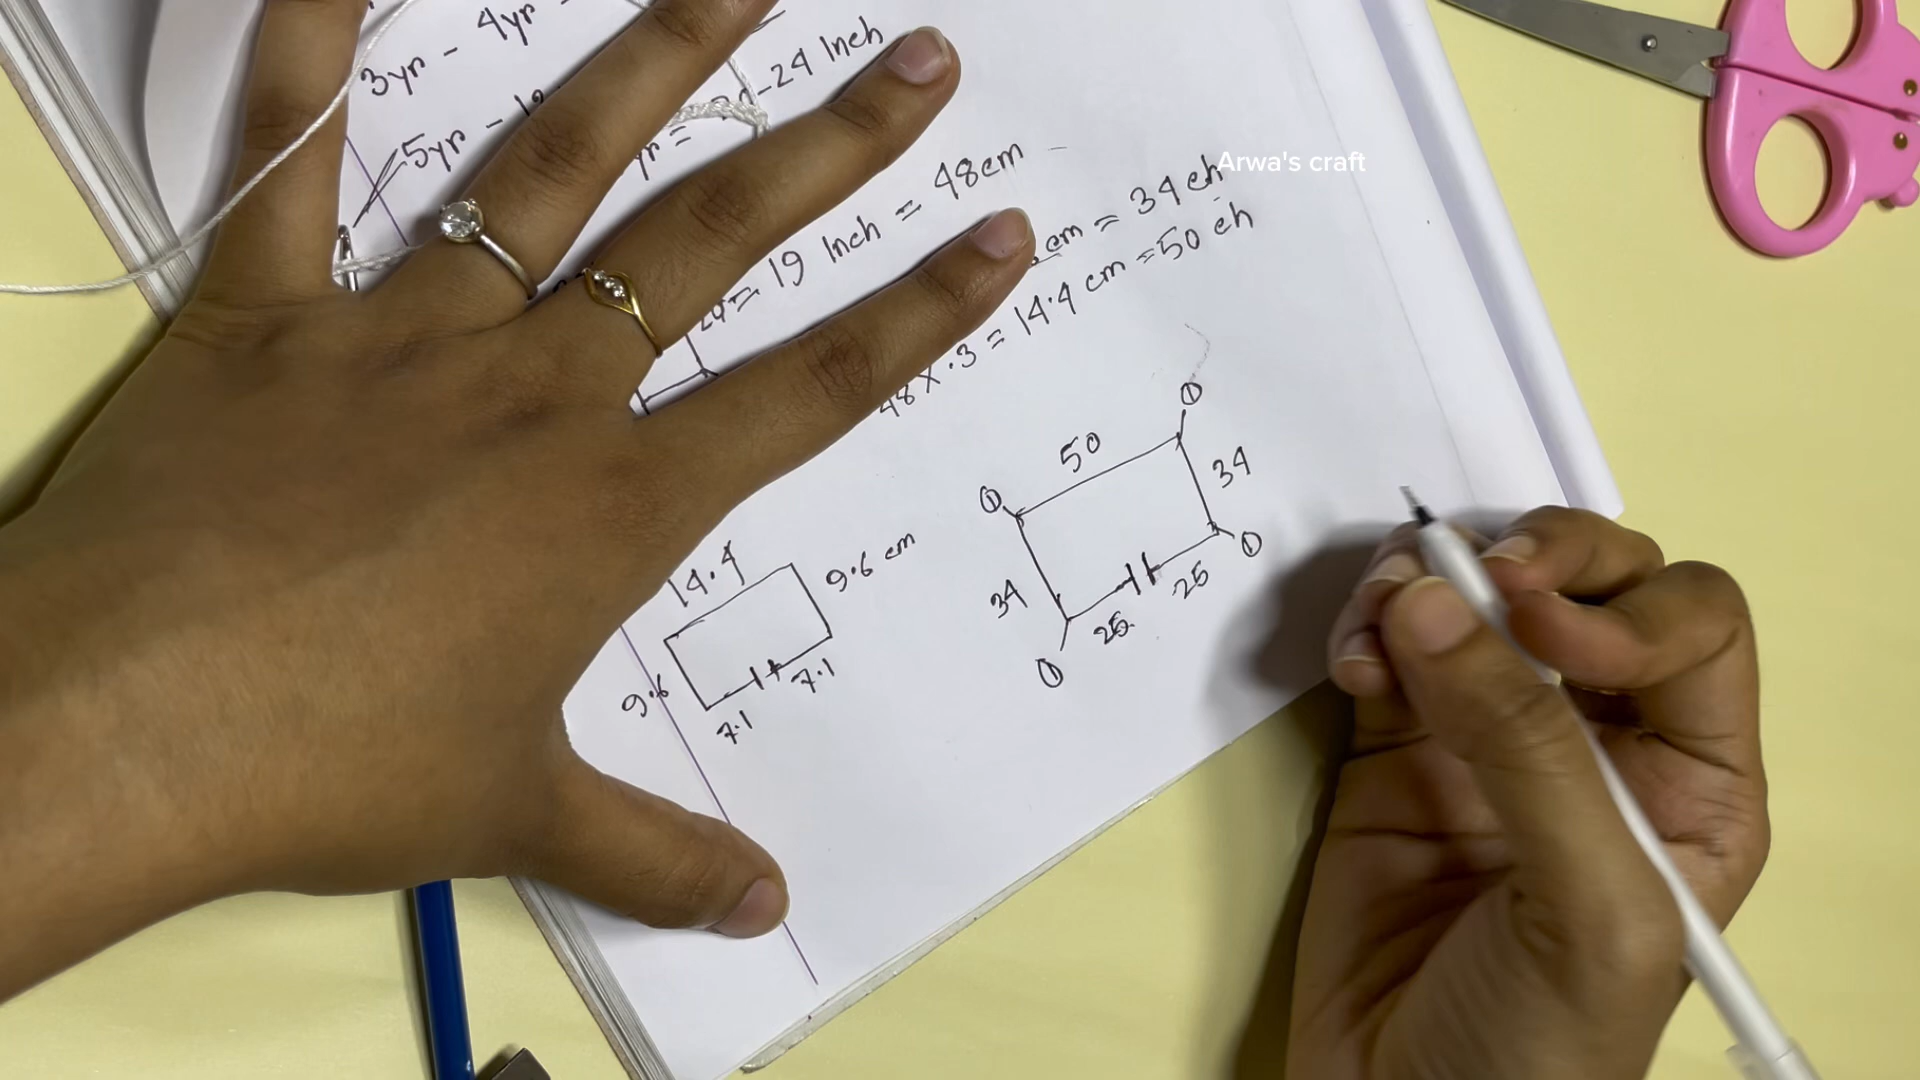 3yr - 4yr -
5yr -
yr = - 24 Inch
= 19 Inch = 48cm
cm = 34 ch
48 X .3 = 14.4 cm = 50 ch
Arwa's craft
50
1
1
34
34
1
1
25
25
14.4
9.6 cm
9.6
7.1
7.1